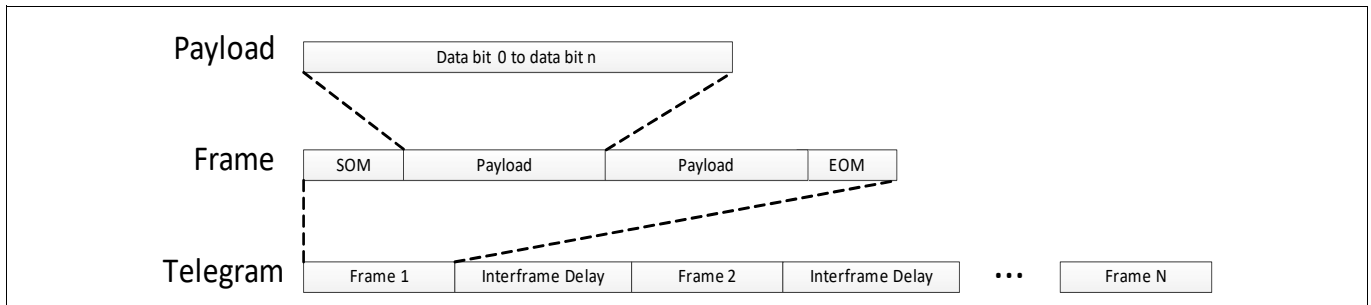 Payload Data bit 0 to data bit n
Frame SOM Payload Payload EOM
Telegram Frame 1 Interframe Delay Frame 2 Interframe Delay ... Frame N